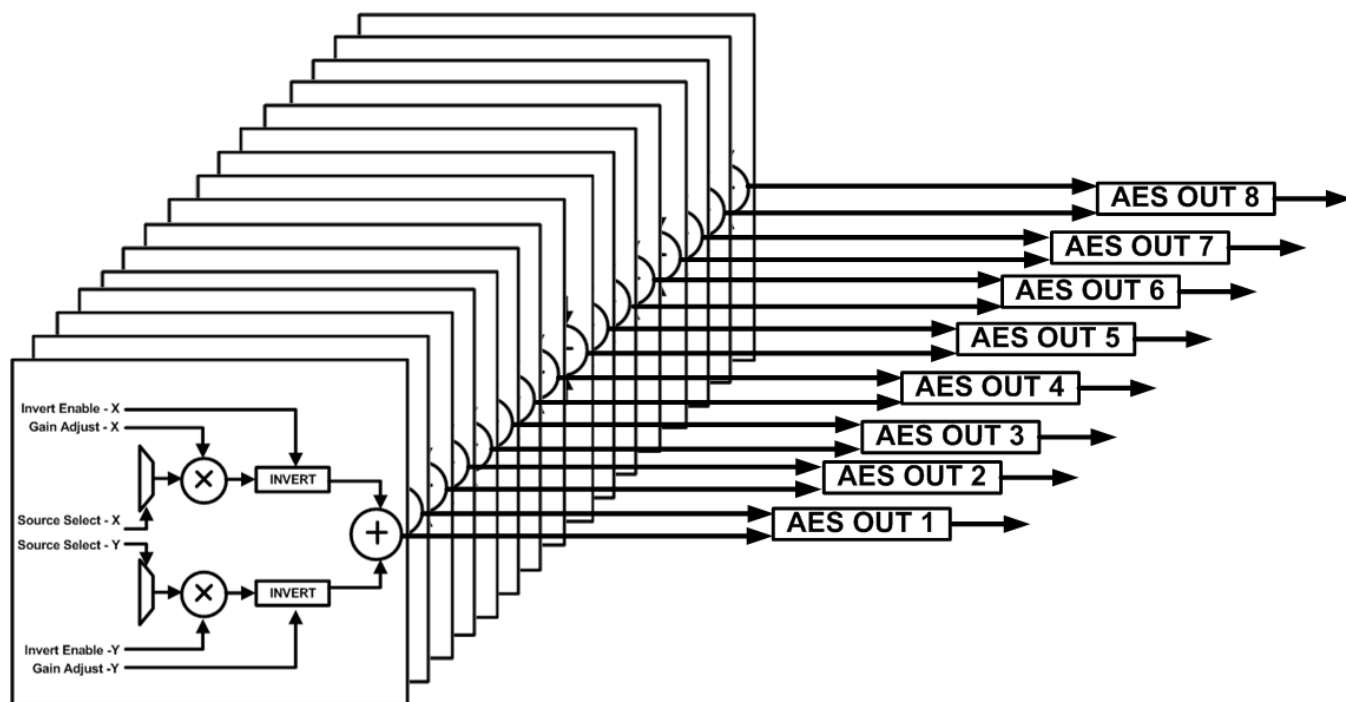 AES OUT 8
AES OUT 7
AES OUT 6
AES OUT 5
AES OUT 4
AES OUT 3
AES OUT 2
AES OUT 1
Invert Enable - X
Gain Adjust - X
INVERT
Source Select - X
Source Select - Y
INVERT
Invert Enable -Y
Gain Adjust -Y